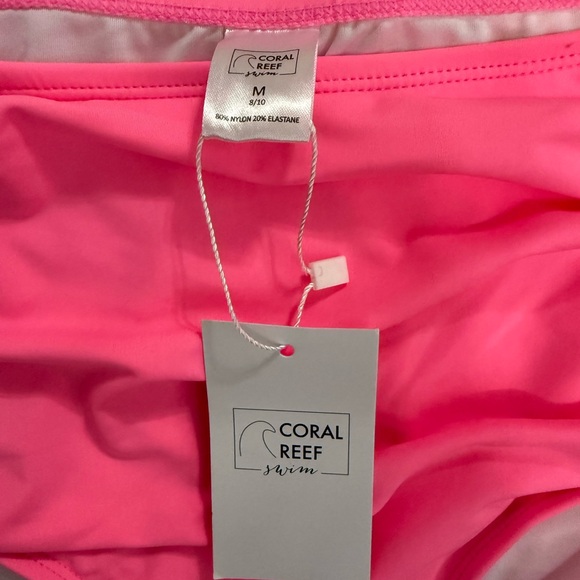 CORAL
REEF
swim
M
8/10
80% NYLON 20% ELASTANE
CORAL
REEF
swim